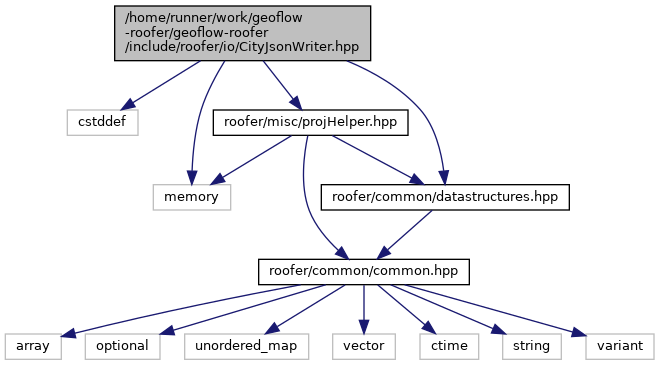 /home/runner/work/geoflow
-roofer/geoflow-roofer
/include/roofer/io/CityJsonWriter.hpp
cstddef
roofer/misc/projHelper.hpp
memory
roofer/common/datastructures.hpp
roofer/common/common.hpp
array
optional
unordered_map
vector
ctime
string
variant